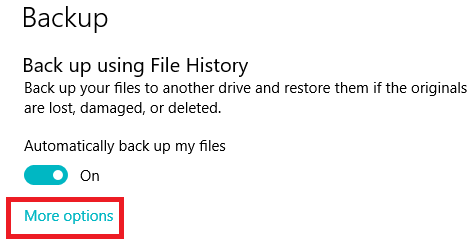 Backup
Back up using File History
Back up your files to another drive and restore them if the originals
are lost, damaged, or deleted.
Automatically back up my files
On
More options